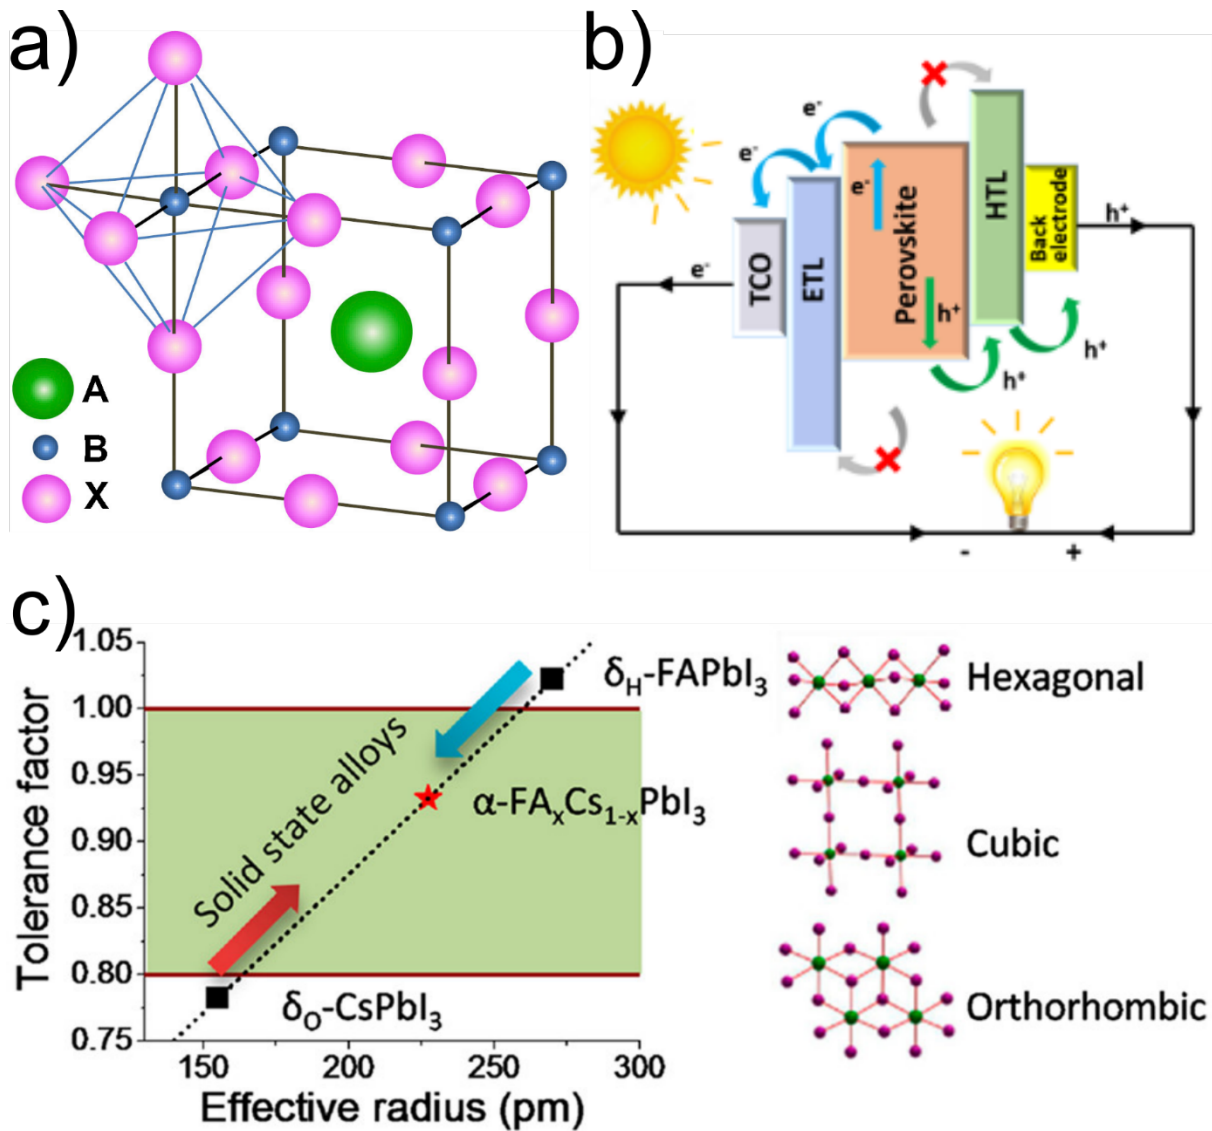 a)
A
B
X
b)
e-
e-
e-
e-
TCO
ETL
Perovskite
HTL
Back
electrode
h+
h+
h+
h+
-
+
c)
Tolerance factor
1.05
1.00
0.95
0.90
0.85
0.80
0.75
Solid state alloys
δH-FAPbI3
α-FAxCs1-xPbI3
δO-CsPbI3
150
200
250
300
Effective radius (pm)
Hexagonal
Cubic
Orthorhombic